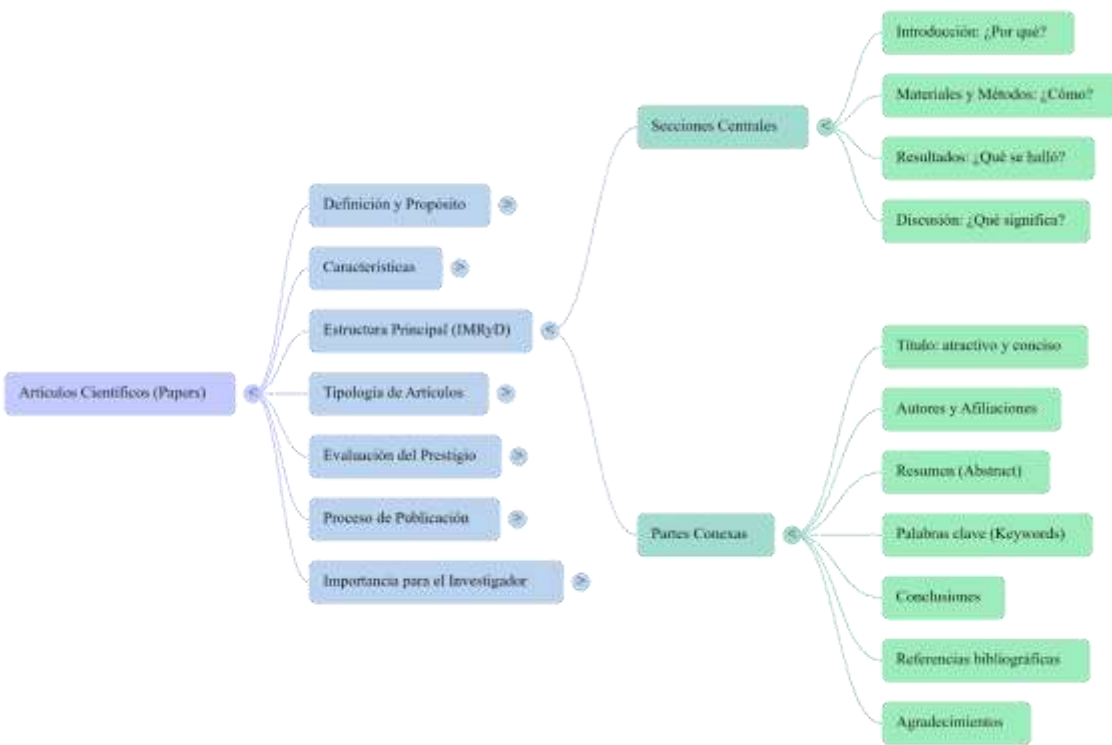 Artículos Científicos (Papers)
Definición y Propósito
Características
Estructura Principal (IMRyD)
Tipología de Artículos
Evaluación del Prestigio
Proceso de Publicación
Importancia para el Investigador
Secciones Centrales
Introducción: ¿Por qué?
Materiales y Métodos: ¿Cómo?
Resultados: ¿Qué se halló?
Discusión: ¿Qué significa?
Partes Conexas
Título: atractivo y conciso
Autores y Afiliaciones
Resumen (Abstract)
Palabras clave (Keywords)
Conclusiones
Referencias bibliográficas
Agradecimientos